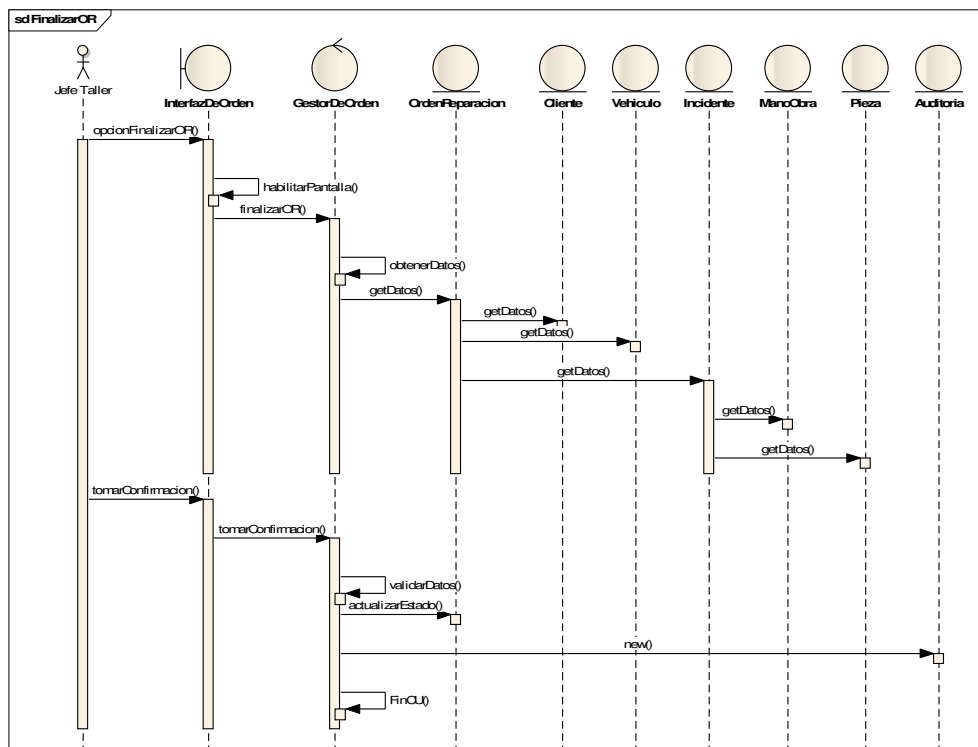 sd FinalizarOR
Jefe Taller
InterfazDeOrden
GestorDeOrden
OrdenReparacion
Cliente
Vehiculo
Incidente
ManoObra
Pieza
Auditoria
opcionFinalizarOR()
habilitarPantalla()
finalizarOR()
obtenerDatos()
getDatos()
getDatos()
getDatos()
getDatos()
getDatos()
getDatos()
tomarConfirmacion()
tomarConfirmacion()
validarDatos()
actualizarEstado()
new()
FinCU()